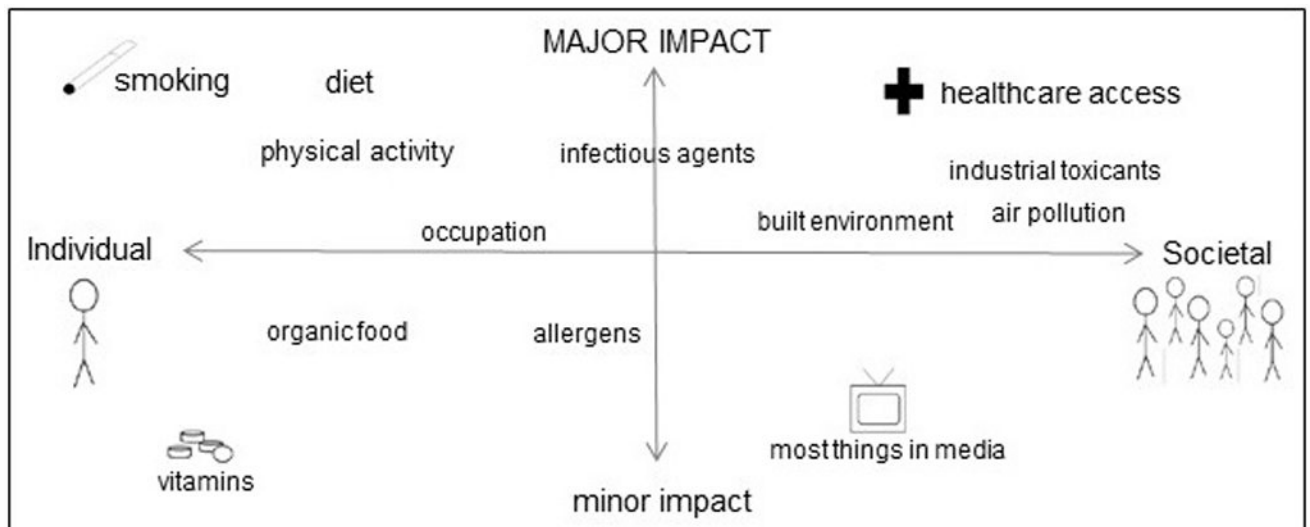 MAJOR IMPACT
smoking
diet
healthcare access
physical activity
infectious agents
industrial toxicants
built environment
air pollution
occupation
Individual
Societal
organic food
allergens
most things in media
vitamins
minor impact